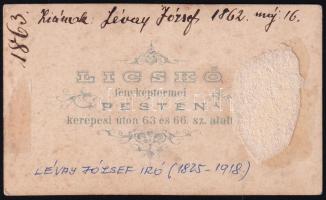 1863
Kiának: Lévay József 1862. máj 16.
LICSKÓ
fényképtermei
PESTEN
kerepesi úton 63 és 66. sz. alatt
LÉVAY JÓZSEF IRÓ (1825-1918)